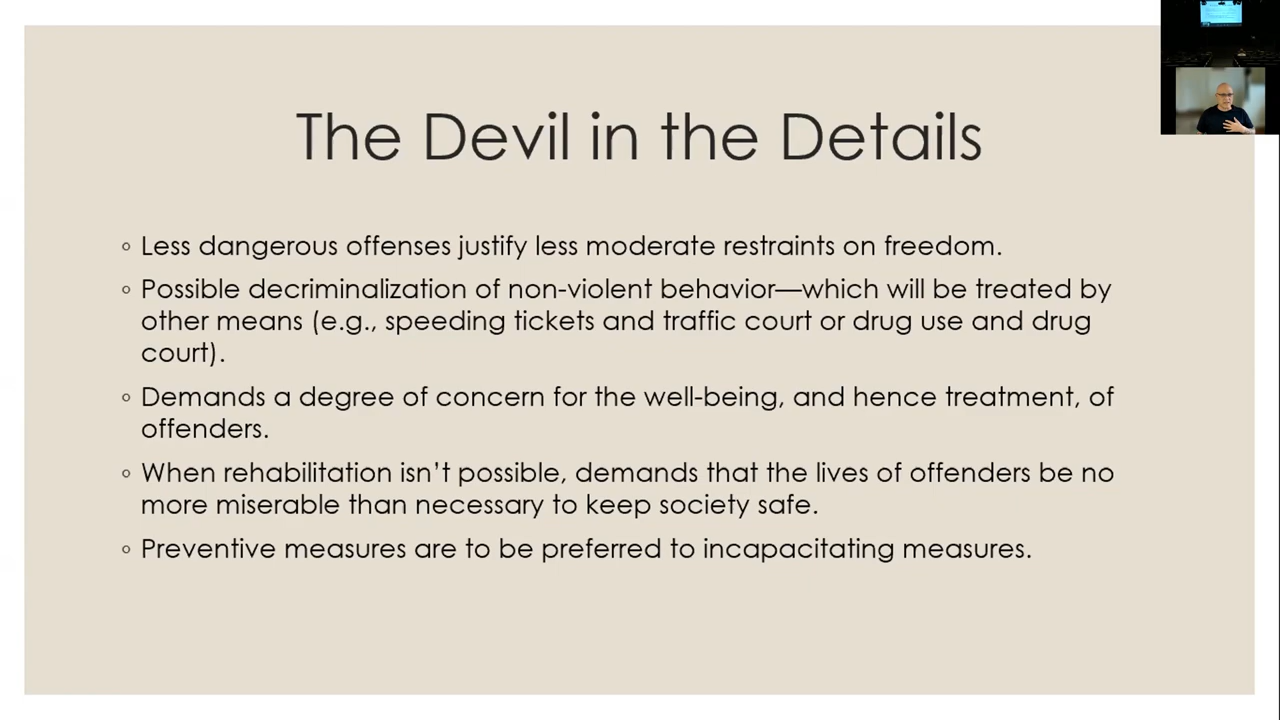 The Devil in the Details
◦ Less dangerous offenses justify less moderate restraints on freedom.
◦ Possible decriminalization of non-violent behavior—which will be treated by
other means (e.g., speeding tickets and traffic court or drug use and drug
court).
◦ Demands a degree of concern for the well-being, and hence treatment, of
offenders.
◦ When rehabilitation isn't possible, demands that the lives of offenders be no
more miserable than necessary to keep society safe.
◦ Preventive measures are to be preferred to incapacitating measures.